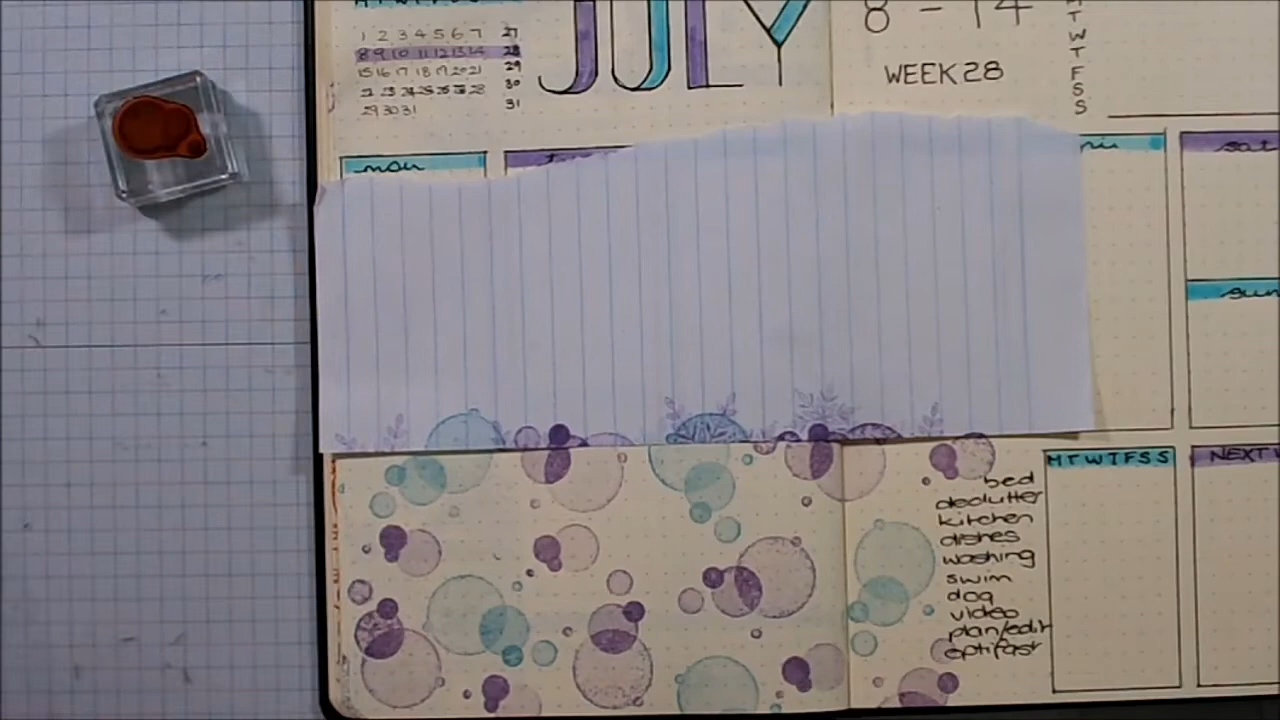 M T W T F S S
1 2 3 4 5 6 7 27
8 9 10 11 12 13 14 28
15 16 17 18 19 20 21 29
22 23 24 25 26 27 28 30
29 30 31 31
JULY
8 - 14
WEEK 28
T
W
T
F
S
S
mon
fri
sat
sun
bed
declutter
kitchen
dishes
washing
swim
dog
video
plan/edit
optifast
M T W T F S S
NEXT